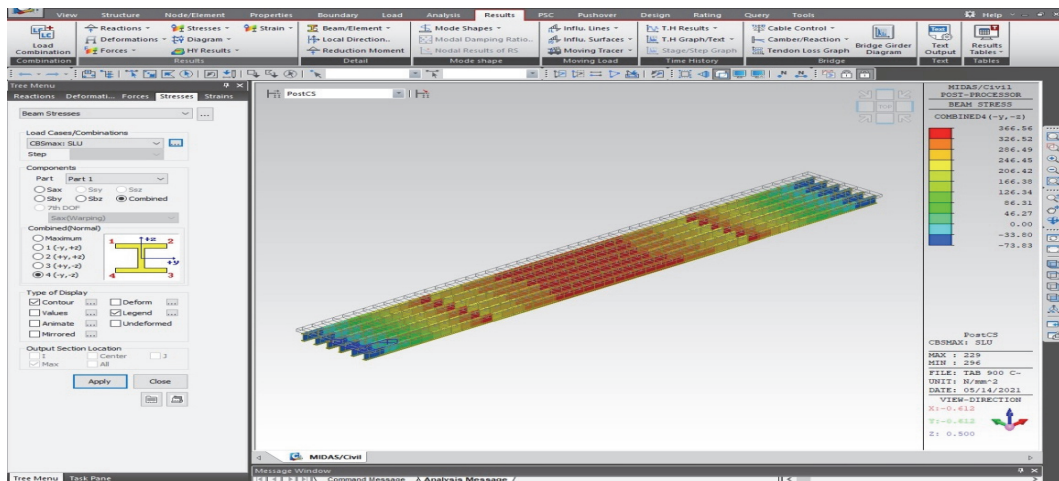 View Structure Node/Element Properties Boundary Load Analysis Results PSC Pushover Design Rating Query Tools Help
Load Combination
Combination
Reactions
Deformations
Forces
Stresses
Diagram
HY Results
Strain
Results
Beam/Element
Local Direction..
Reduction Moment
Detail
Mode Shapes
Modal Damping Ratio..
Nodal Results of RS
Mode shape
Influ. Lines
Influ. Surfaces
Moving Tracer
Moving Load
T.H Results
T.H Graph/Text
Stage/Step Graph
Time History
Cable Control
Camber/Reaction
Tendon Loss Graph
Bridge Girder Diagram
Bridge
Text Output
Text
Results Tables
Tables
Tree Menu
Reactions Deformati... Forces Stresses Strains
Beam Stresses
Load Cases/Combinations
CBSmax: SLU
Step
Components
Part Part 1
Sax Ssy Ssz
Sby Sbz Combined
7th DOF
Sax(Warping)
Combined(Normal)
Maximum
1 (-y, +z)
2 (+y,+z)
3 (+y,-z)
4 (-y,-z)
1 +z 2
+y
4 3
Type of Display
Contour ... Deform ...
Values ... Legend ...
Animate ... Undeformed
Mirrored ...
Output Section Location
I Center J
Max All
Apply Close
Tree Menu Task Pane
PostCS
MIDAS/Civil
POST-PROCESSOR
BEAM STRESS
COMBINED4(-y,-z)
366.56
326.52
286.49
246.45
206.42
166.38
126.34
86.31
46.27
0.00
-33.80
-73.83
PostCS
CBSMAX: SLU
MAX : 229
MIN : 296
FILE: TAB 900 C~
UNIT: N/mm^2
DATE: 05/14/2021
VIEW-DIRECTION
X:-0.612
Y:-0.612
Z: 0.500
MIDAS/Civil
Message Window
Command Message Analysis Message